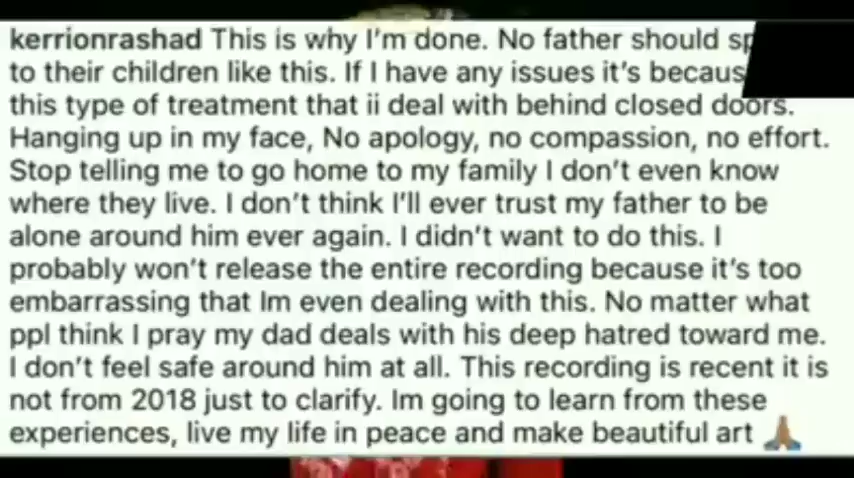 kerrionrashad This is why I'm done. No father should
to their children like this. If I have any issues it's
this type of treatment that ii deal with behind closed doors.
Hanging up in my face, No apology, no compassion, no effort.
Stop telling me to go home to my family I don't even know
where they live. I don't think I'll ever trust my father to be
alone around him ever again. I didn't want to do this. I
probably won't release the entire recording because it's too
embarrassing that Im even dealing with this. No matter what
ppl think I pray my dad deals with his deep hatred toward me.
I don't feel safe around him at all. This recording is recent it is
not from 2018 just to clarify. Im going to learn from these
experiences, live my life in peace and make beautiful art 🙏🏾